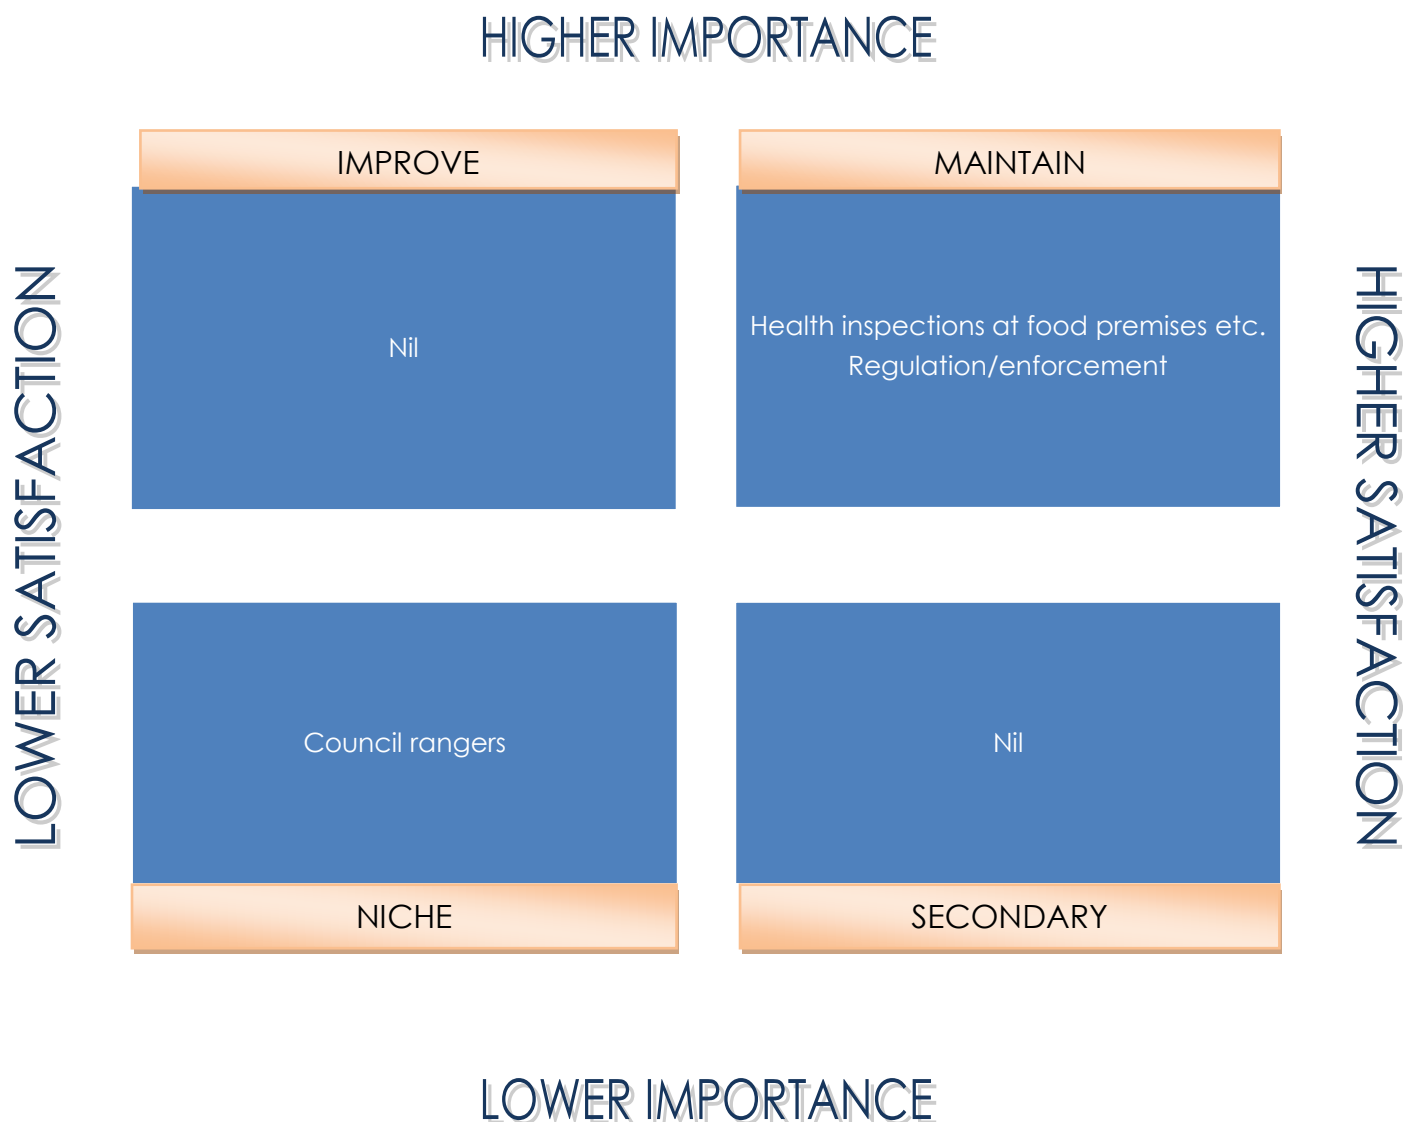 HIGHER IMPORTANCE
IMPROVE
MAINTAIN
LOWER SATISFACTION
Nil
Health inspections at food premises etc.
Regulation/enforcement
HIGHER SATISFACTION
Council rangers
Nil
NICHE
SECONDARY
LOWER IMPORTANCE